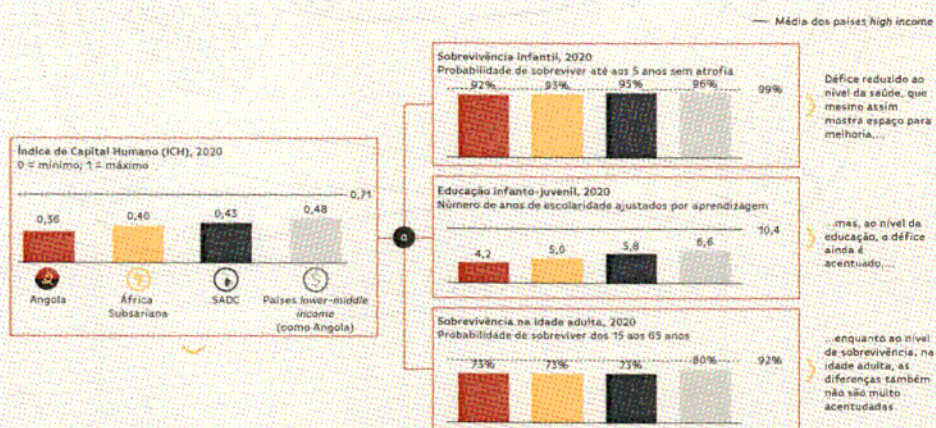 Média dos países high income
Sobrevivência infantil, 2020
Probabilidade de sobreviver até aos 5 anos sem atrofia
92%
93%
95%
96%
99%
Défice reduzido ao
nível da saúde, que
mesmo assim
mostra espaço para
melhoria,...
Índice de Capital Humano (ICH), 2020
0 = mínimo; 1 = máximo
0,71
0,36
0,40
0,43
0,48
Angola
África
Subsariana
SADC
Países lower-middle
income
(como Angola)
Educação infanto-juvenil, 2020
Número de anos de escolaridade ajustados por aprendizagem
10,4
4,2
5,0
5,8
6,6
...mas, ao nível da
educação, o défice
ainda é
acentuado,...
Sobrevivência na idade adulta, 2020
Probabilidade de sobreviver dos 15 aos 65 anos
73%
73%
73%
80%
92%
...enquanto ao nível
de sobrevivência, na
idade adulta, as
diferenças também
não são muito
acentudadas